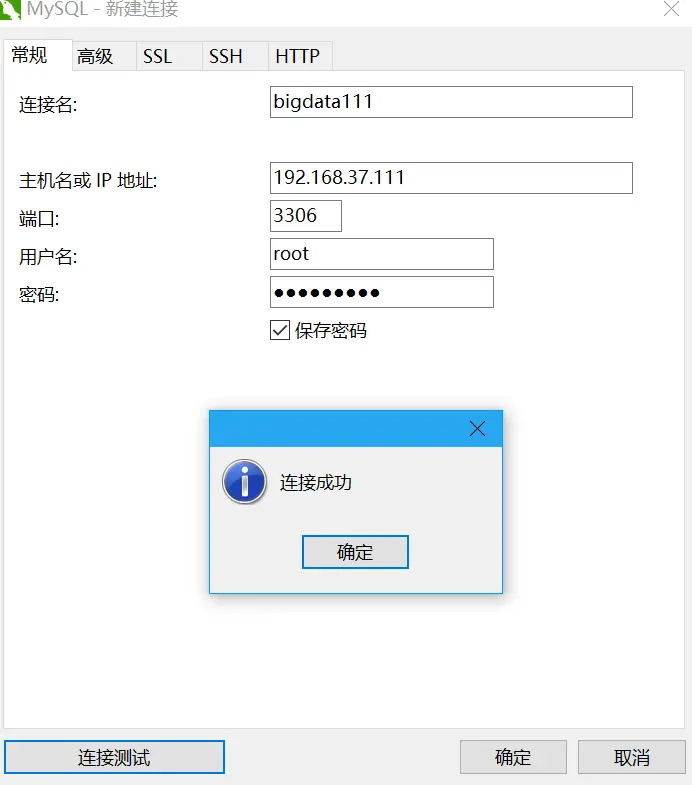 MySQL - 新建连接
常规 高级 SSL SSH HTTP
连接名: bigdata111
主机名或 IP 地址: 192.168.37.111
端口: 3306
用户名: root
密码: ●●●●●●●●●
保存密码
连接成功
确定
连接测试 确定 取消